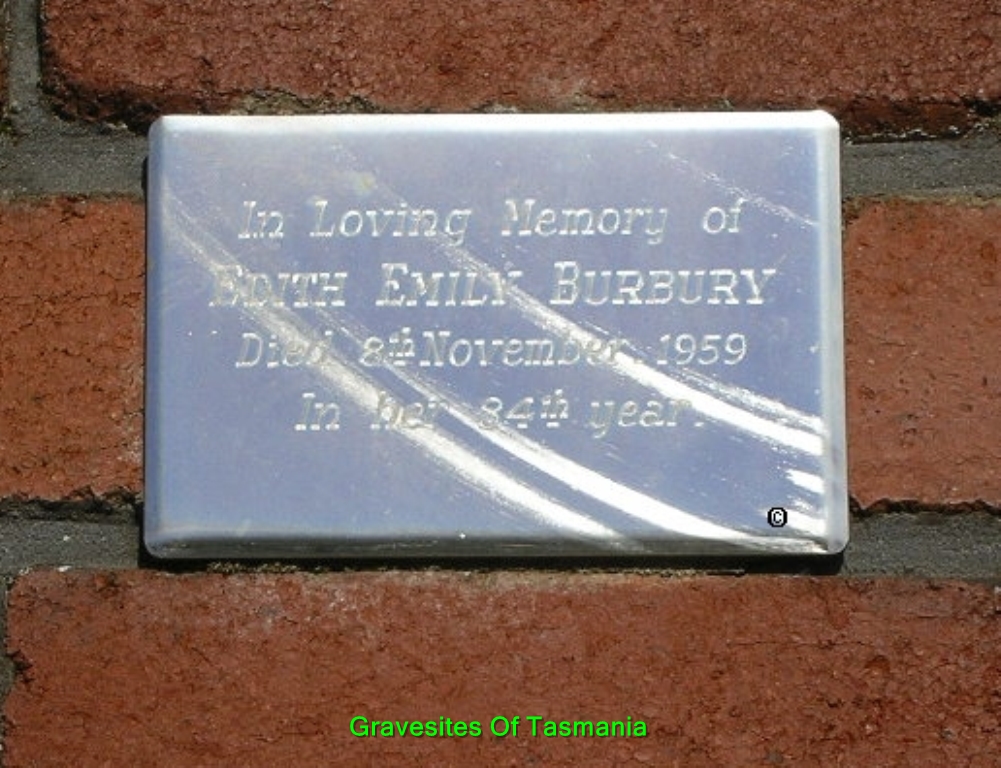 In Loving Memory of
EDITH EMILY BURBURY
Died 8th November 1959
In her 84th year.
©
Gravesites Of Tasmania